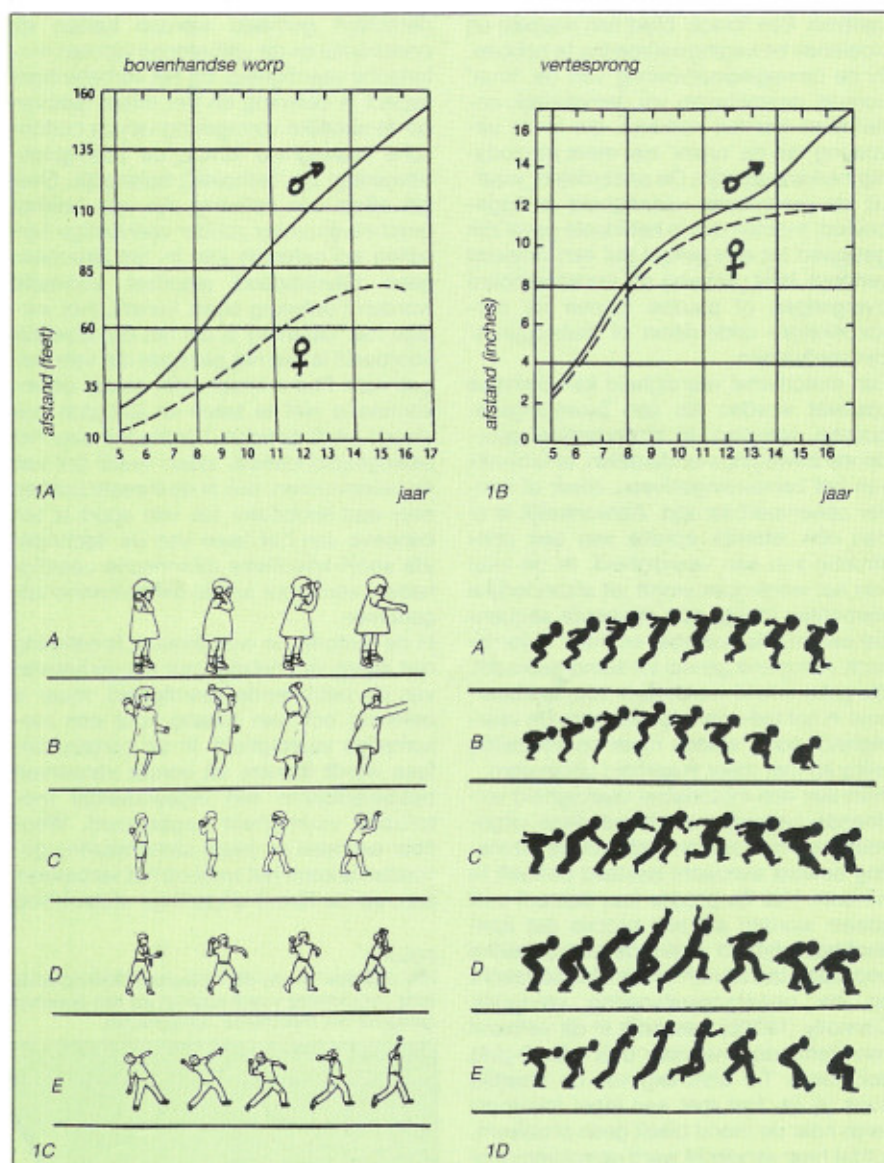 bovenhandse worp
160
135
110
85
60
35
10
afstand (feet)
5 6 7 8 9 10 11 12 13 14 15 16 17
1A
jaar
vertesprong
16
14
12
10
8
6
4
2
0
afstand (inches)
5 6 7 8 9 10 11 12 13 14 15 16
1B
jaar
A
B
C
D
E
1C
A
B
C
D
E
1D